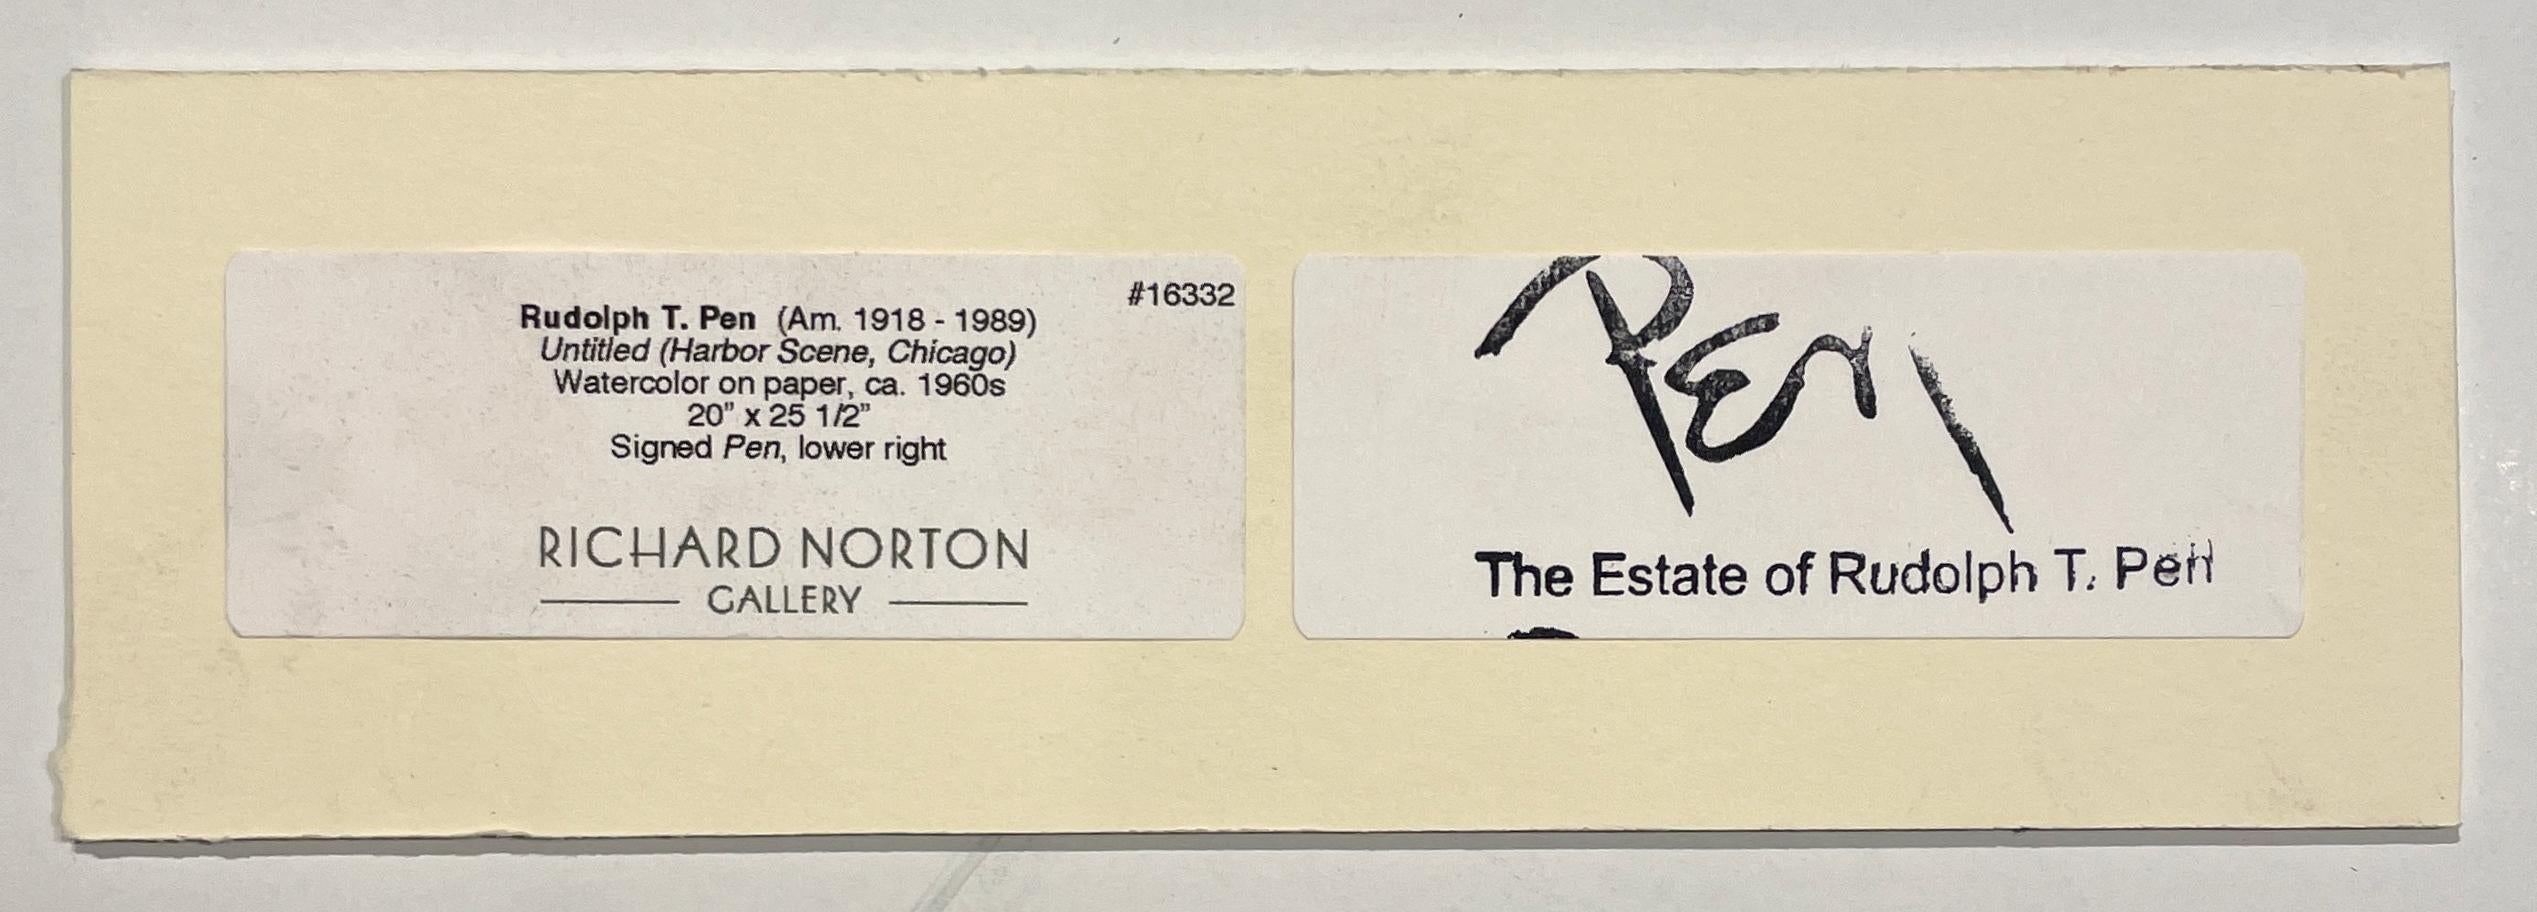 #16332
Rudolph T. Pen (Am. 1918 - 1989)
Untitled (Harbor Scene, Chicago)
Watercolor on paper, ca. 1960s
20" x 25 1/2"
Signed Pen, lower right
RICHARD NORTON
GALLERY
Pen
The Estate of Rudolph T. Pen